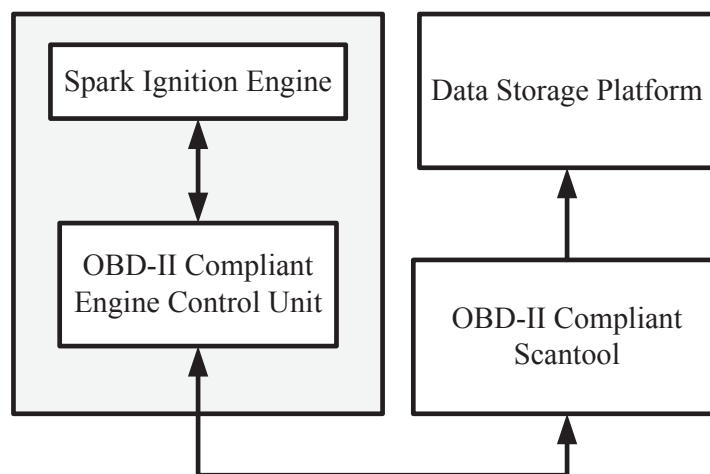 Spark Ignition Engine
OBD-II Compliant
Engine Control Unit
Data Storage Platform
OBD-II Compliant
Scantool